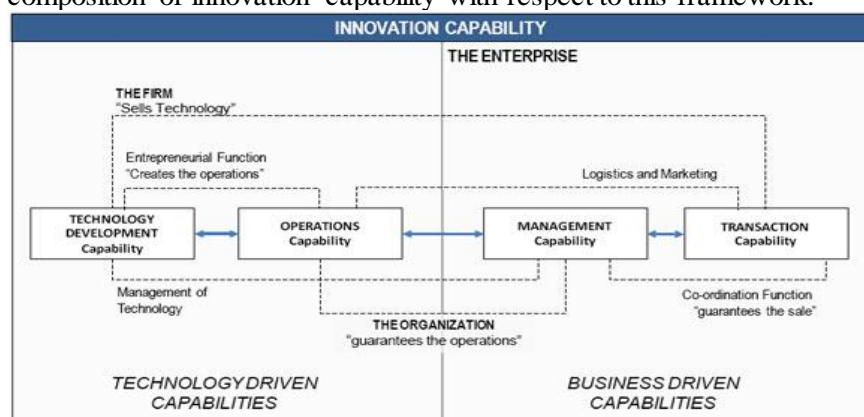 composition of innovation capability with respect to this framework.
INNOVATION CAPABILITY
THE ENTERPRISE
THE FIRM
"Sells Technology"
Entrepreneurial Function
"Creates the operations"
Logistics and Marketing
TECHNOLOGY
DEVELOPMENT
Capability
OPERATIONS
Capability
MANAGEMENT
Capability
TRANSACTION
Capability
Management of
Technology
THE ORGANIZATION
"guarantees the operations"
Co-ordination Function
"guarantees the sale"
TECHNOLOGY DRIVEN
CAPABILITIES
BUSINESS DRIVEN
CAPABILITIES